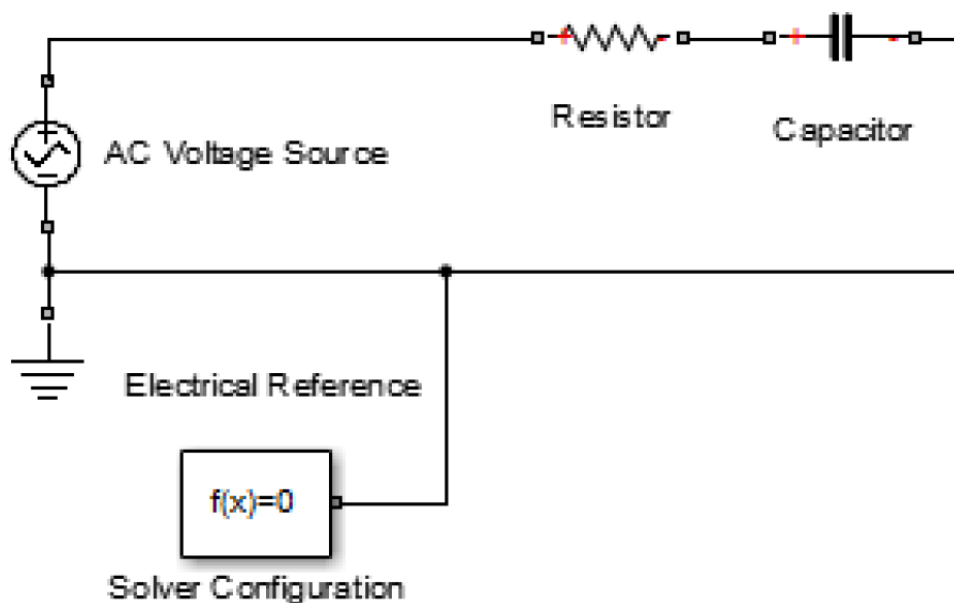 Resistor
Capacitor
AC Voltage Source
Electrical Reference
f(x)=0
Solver Configuration